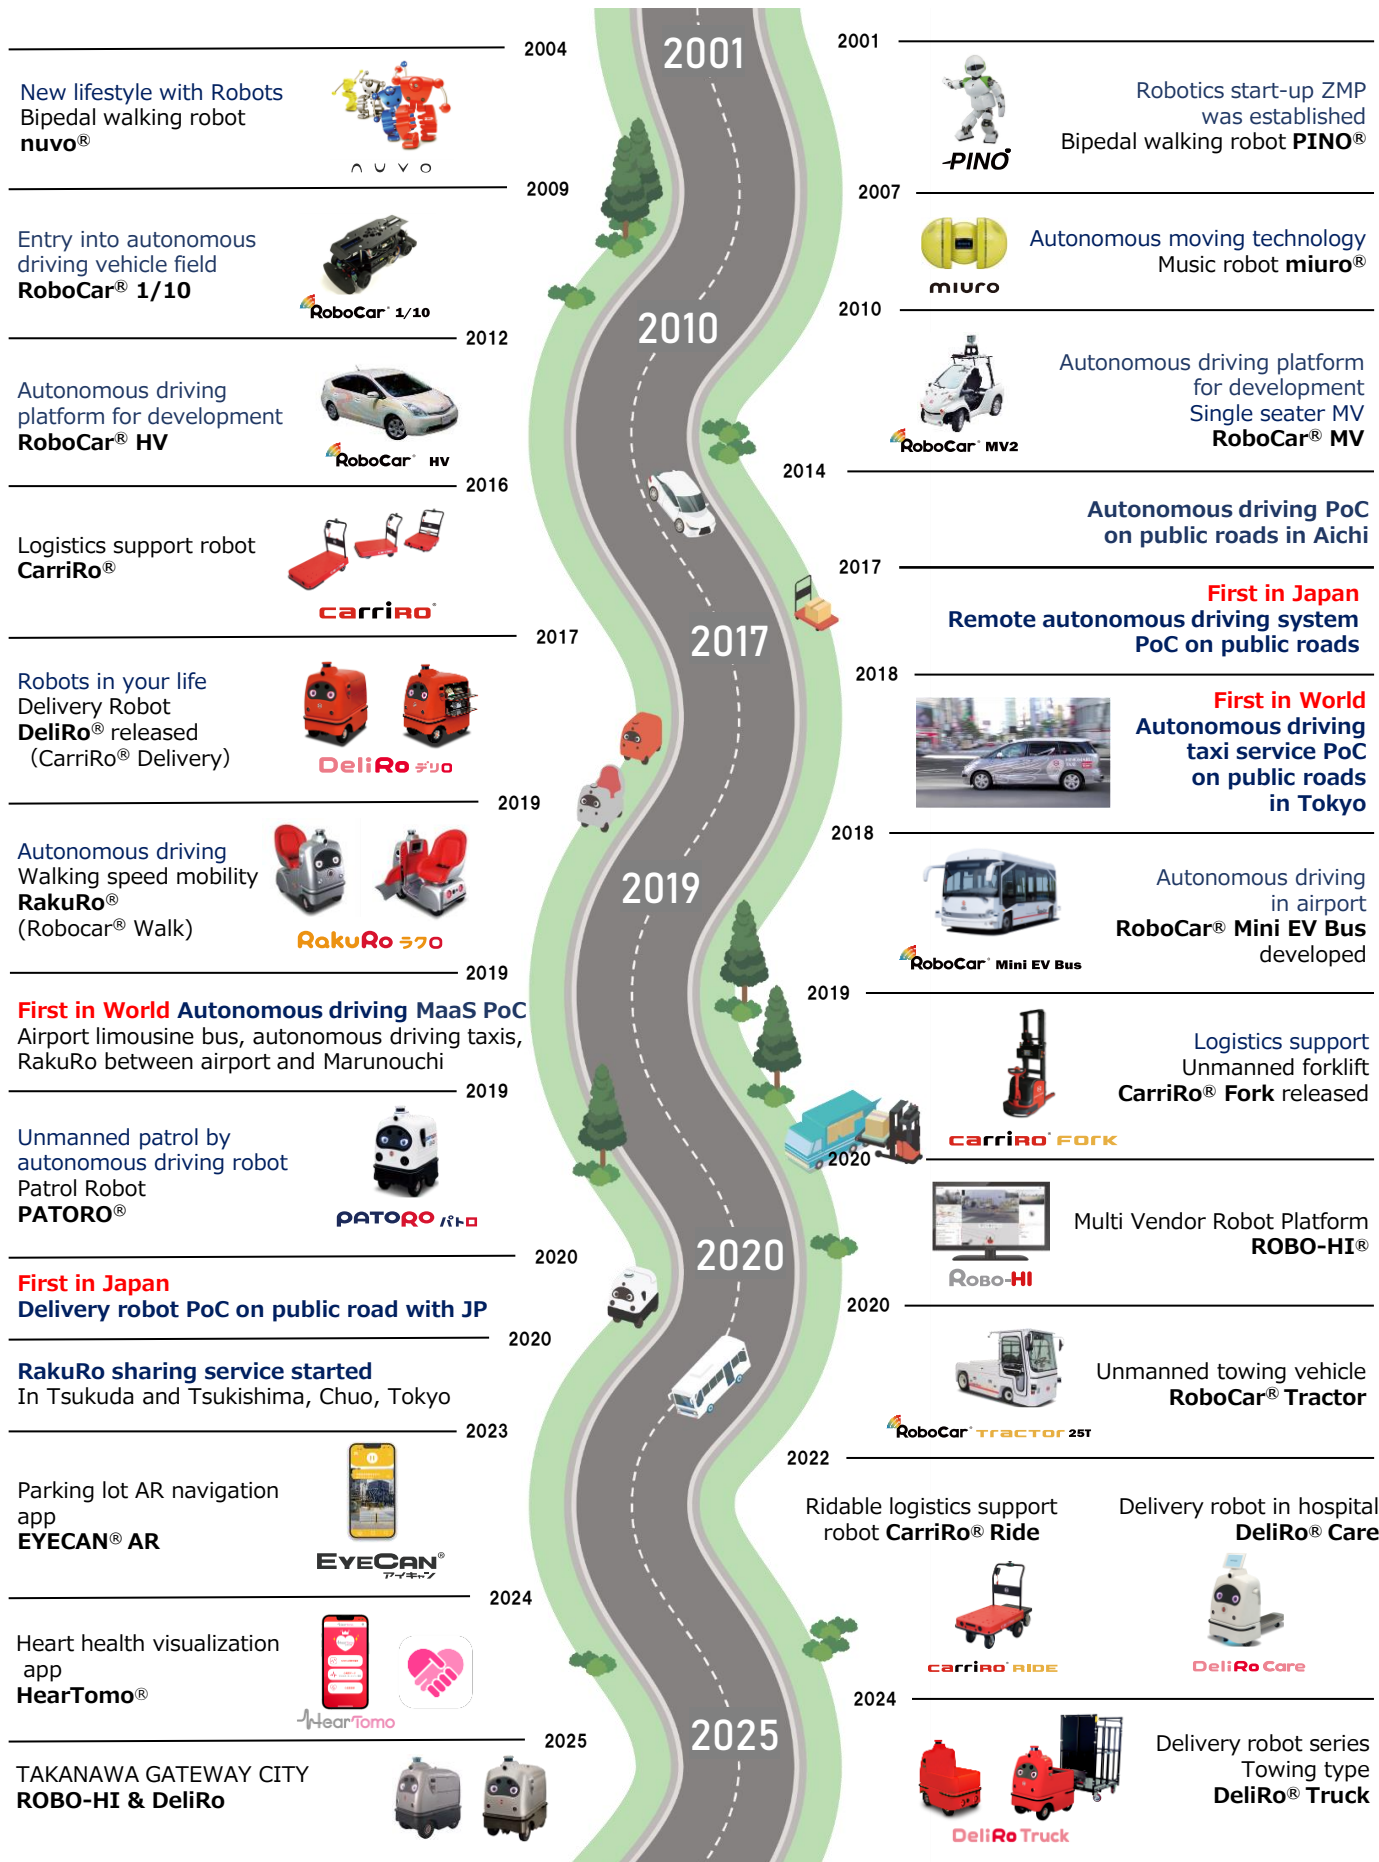 2004
New lifestyle with Robots
Bipedal walking robot
nuvo®
nuvo
2009
Entry into autonomous
driving vehicle field
RoboCar® 1/10
RoboCar® 1/10
2012
Autonomous driving
platform for development
RoboCar® HV
RoboCar® HV
2016
Logistics support robot
CarriRo®
CarriRo®
2017
Robots in your life
Delivery Robot
DeliRo® released
(CarriRo® Delivery)
DeliRo デリロ
2019
Autonomous driving
Walking speed mobility
RakuRo®
(Robocar® Walk)
RakuRo ラクロ
2019
First in World Autonomous driving MaaS PoC
Airport limousine bus, autonomous driving taxis,
RakuRo between airport and Marunouchi
2019
Unmanned patrol by
autonomous driving robot
Patrol Robot
PATORO®
PATORO パトロ
2020
First in Japan
Delivery robot PoC on public road with JP
2020
RakuRo sharing service started
In Tsukuda and Tsukishima, Chuo, Tokyo
2023
Parking lot AR navigation
app
EYECAN® AR
EYECAN®
アイキャン
2024
Heart health visualization
app
HearTomo®
HearTomo
2025
TAKANAWA GATEWAY CITY
ROBO-HI & DeliRo
2001
2010
2017
2019
2020
2025
2001
Robotics start-up ZMP
was established
Bipedal walking robot PINO®
PINO
2007
Autonomous moving technology
Music robot miuro®
miuro
2010
Autonomous driving platform
for development
Single seater MV
RoboCar® MV
RoboCar® MV2
2014
Autonomous driving PoC
on public roads in Aichi
2017
First in Japan
Remote autonomous driving system
PoC on public roads
2018
First in World
Autonomous driving
taxi service PoC
on public roads
in Tokyo
2018
Autonomous driving
in airport
RoboCar® Mini EV Bus
developed
RoboCar® Mini EV Bus
2019
Logistics support
Unmanned forklift
CarriRo® Fork released
CarriRo® FORK
2020
Multi Vendor Robot Platform
ROBO-HI®
ROBO-HI
2020
Unmanned towing vehicle
RoboCar® Tractor
RoboCar® Tractor 25T
2022
Ridable logistics support
robot CarriRo® Ride
CarriRo® RIDE
Delivery robot in hospital
DeliRo® Care
DeliRo Care
2024
Delivery robot series
Towing type
DeliRo® Truck
DeliRo Truck